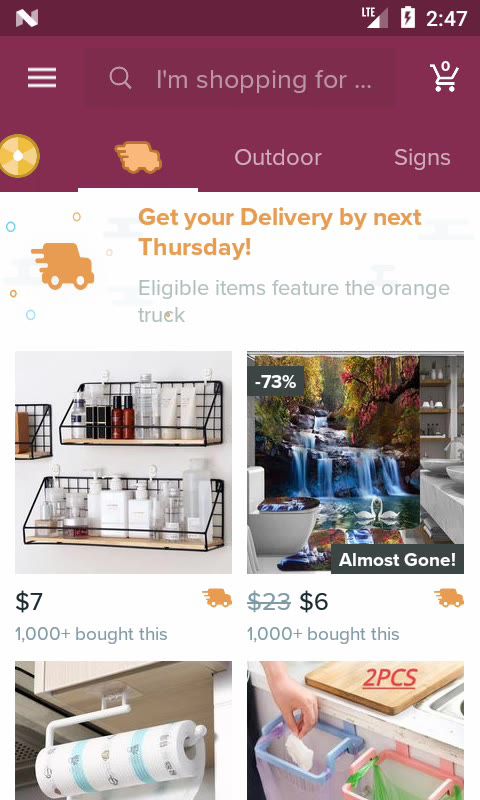 LTE 2:47
I'm shopping for ... 0
Outdoor Signs
Get your Delivery by next
Thursday!
Eligible items feature the orange
truck
-73%
Almost Gone!
$7 $23 $6
1,000+ bought this 1,000+ bought this
2PCS